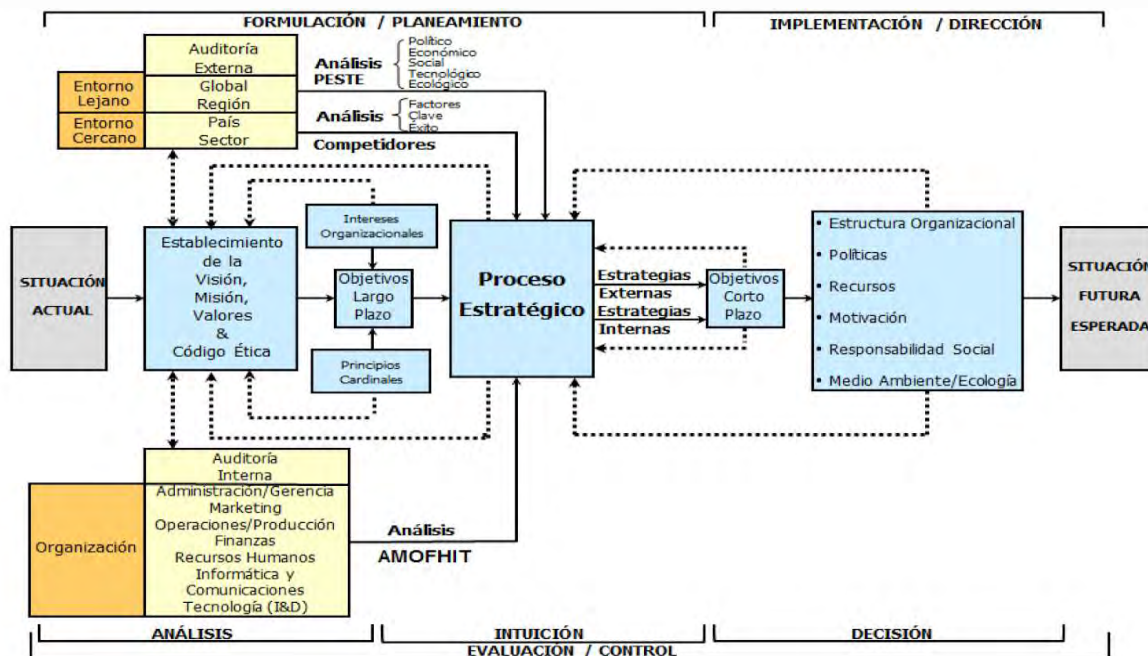 FORMULACIÓN / PLANEAMIENTO
IMPLEMENTACIÓN / DIRECCIÓN
Auditoría
Externa
Entorno
Lejano
Global
Región
Entorno
Cercano
País
Sector
Análisis
PESTE
Político
Económico
Social
Tecnológico
Ecológico
Análisis
Competidores
Factores
Clave
Éxito
SITUACIÓN
ACTUAL
Establecimiento
de la
Visión,
Misión,
Valores
&
Código Ética
Intereses
Organizacionales
Objetivos
Largo
Plazo
Principios
Cardinales
Proceso
Estratégico
Estrategias
Externas
Estrategias
Internas
Objetivos
Corto
Plazo
• Estructura Organizacional
• Políticas
• Recursos
• Motivación
• Responsabilidad Social
• Medio Ambiente/Ecología
SITUACIÓN
FUTURA
ESPERADA
Auditoría
Interna
Organización
Administración/Gerencia
Marketing
Operaciones/Producción
Finanzas
Recursos Humanos
Informática y
Comunicaciones
Tecnología (I&D)
Análisis
AMOFHIT
ANÁLISIS
INTUICIÓN
DECISIÓN
EVALUACIÓN / CONTROL